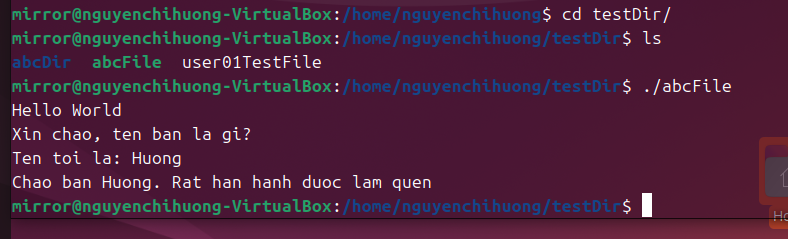 mirror@nguyenchihuong-VirtualBox:/home/nguyenchihuong$ cd testDir/
mirror@nguyenchihuong-VirtualBox:/home/nguyenchihuong/testDir$ ls
abcDir  abcFile  user01TestFile
mirror@nguyenchihuong-VirtualBox:/home/nguyenchihuong/testDir$ ./abcFile
Hello World
Xin chao, ten ban la gi?
Ten toi la: Huong
Chao ban Huong. Rat han hanh duoc lam quen
mirror@nguyenchihuong-VirtualBox:/home/nguyenchihuong/testDir$